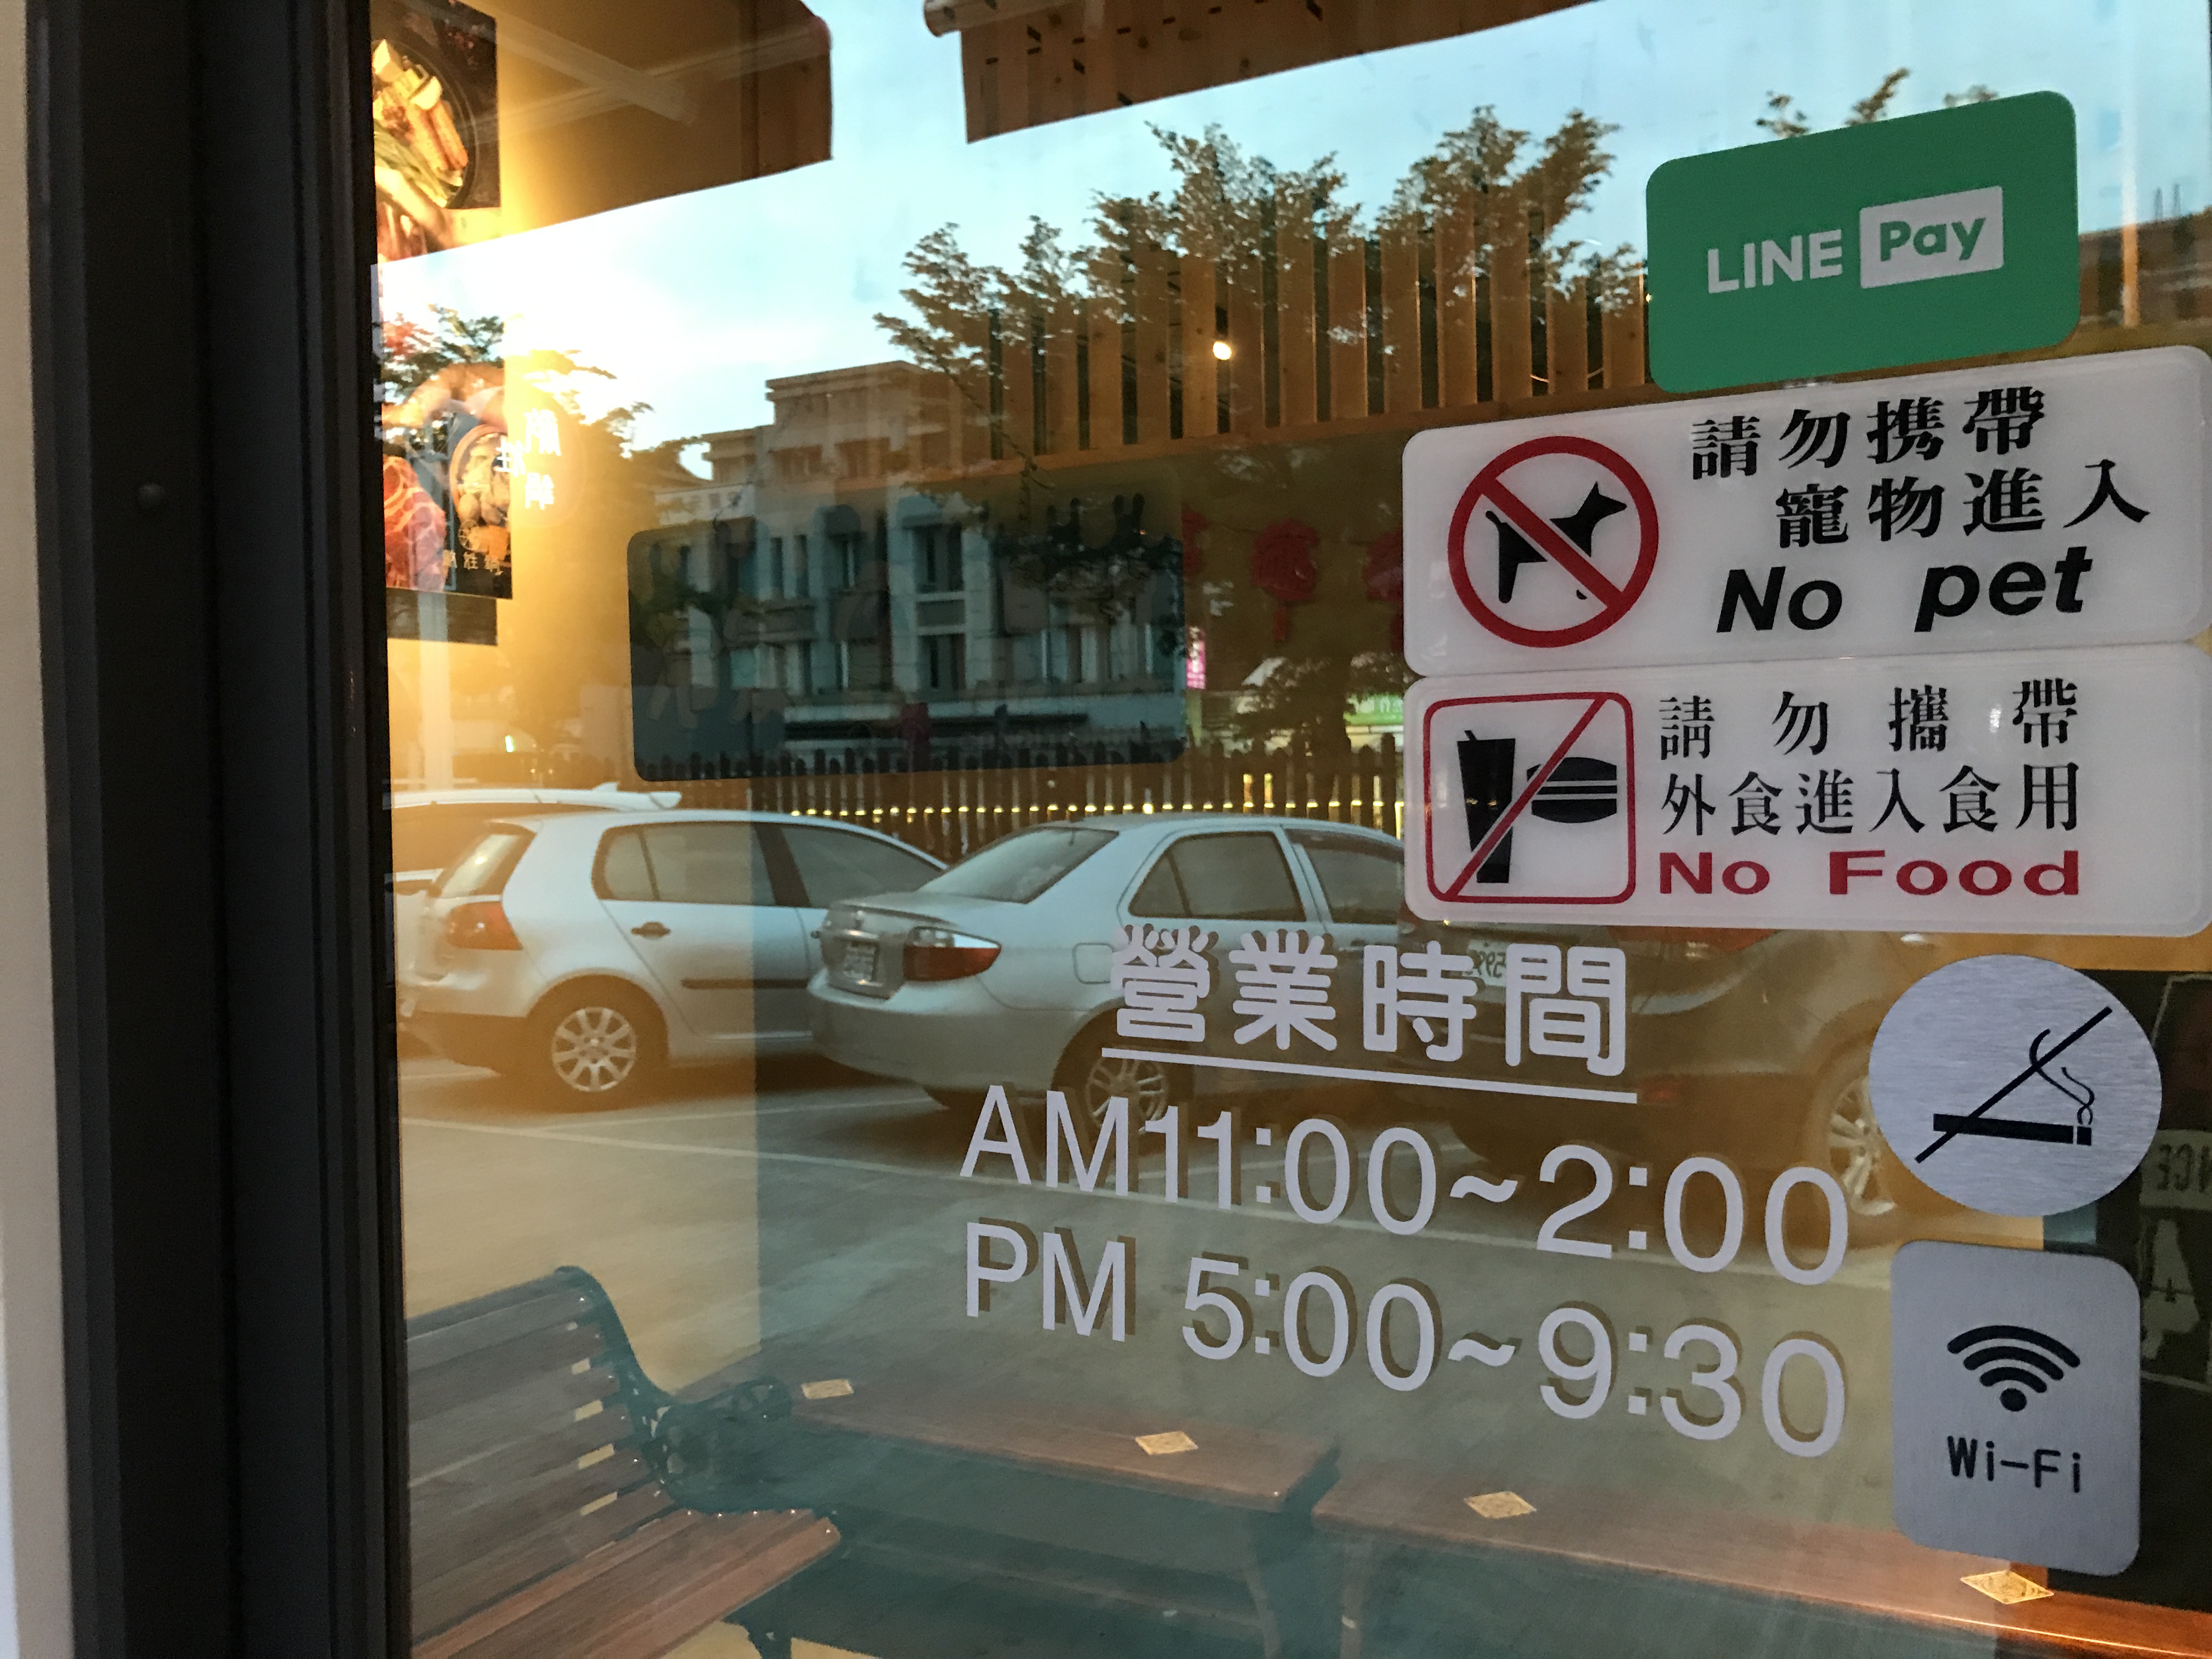 LINE Pay
請勿携帶
寵物進入
No pet
請勿攜帶
外食進入食用
No Food
營業時間
AM11:00~2:00
PM 5:00~9:30
Wi-Fi